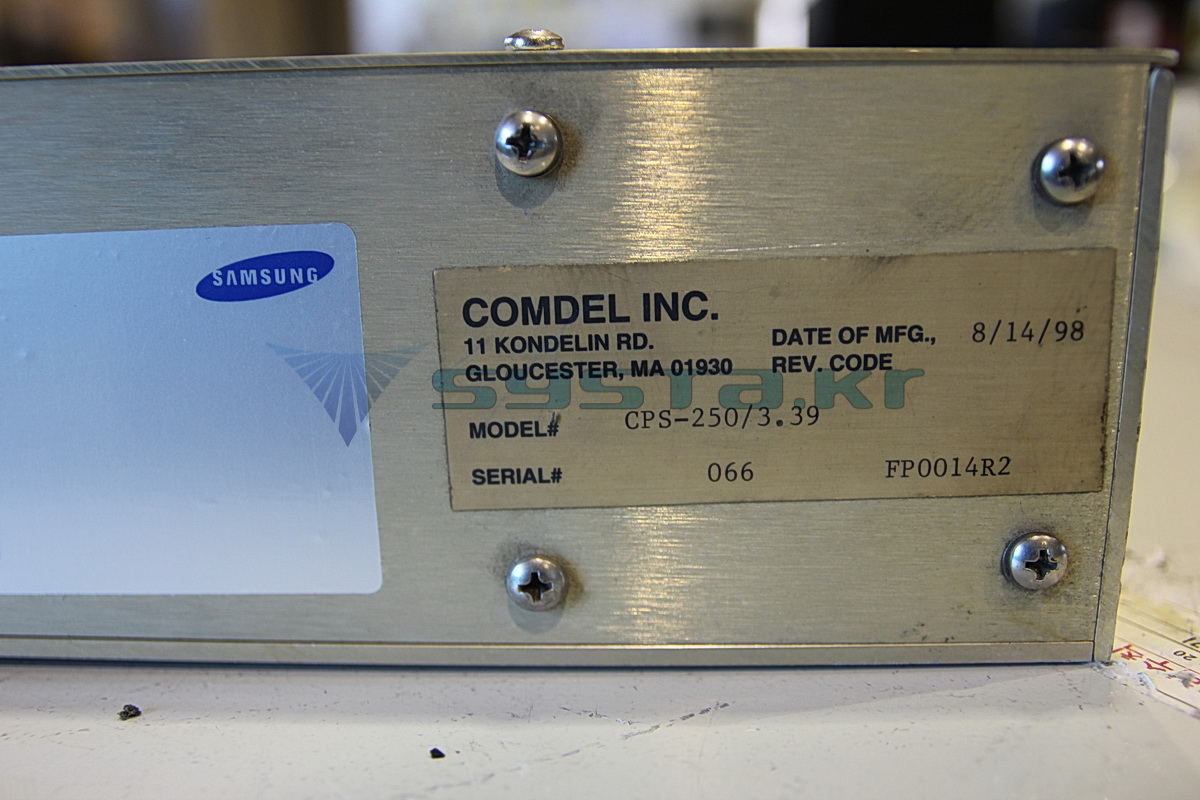 SAMSUNG
COMDEL INC.
11 KONDELIN RD.
GLOUCESTER, MA 01930
DATE OF MFG., 8/14/98
REV. CODE
systa.kr
MODEL# CPS-250/3.39
SERIAL# 066 FP0014R2
20